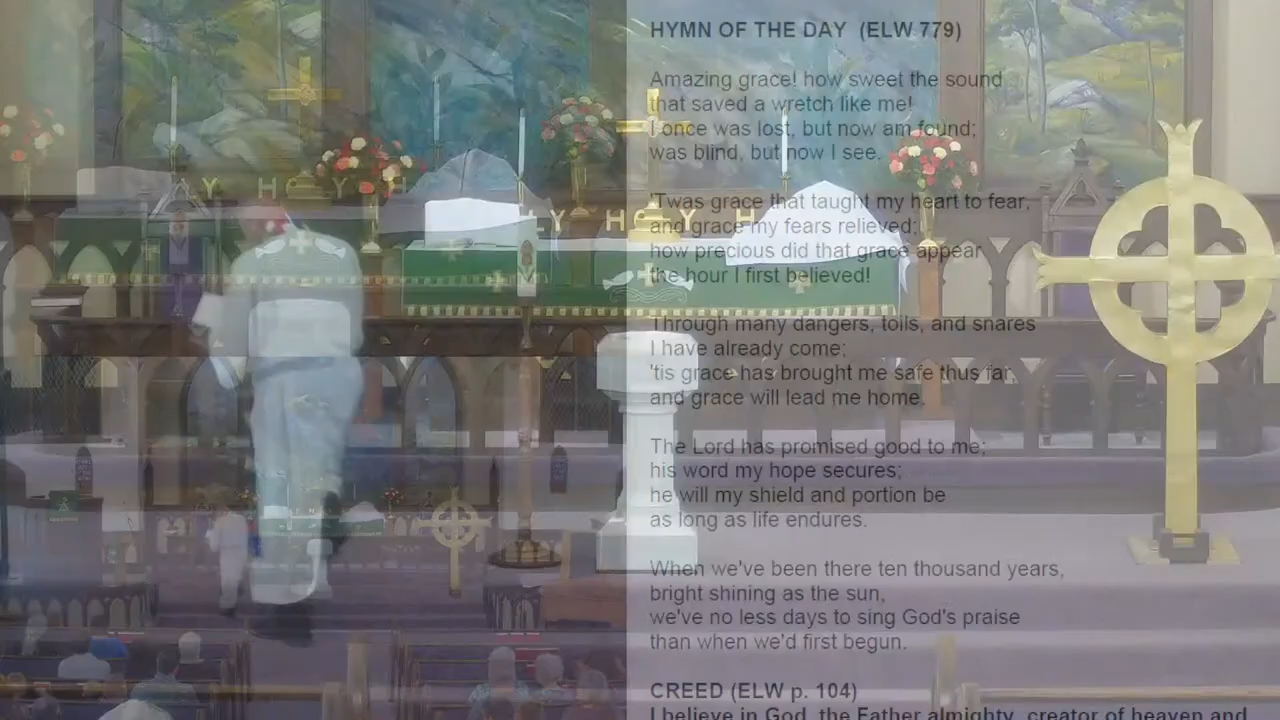 HYMN OF THE DAY (ELW 779)
Amazing grace! how sweet the sound
that saved a wretch like me!
I once was lost, but now am found;
was blind, but now I see.
'Twas grace that taught my heart to fear,
and grace my fears relieved;
how precious did that grace appear
the hour I first believed!
Through many dangers, toils, and snares
I have already come;
'tis grace has brought me safe thus far,
and grace will lead me home.
The Lord has promised good to me;
his word my hope secures;
he will my shield and portion be
as long as life endures.
When we've been there ten thousand years,
bright shining as the sun,
we've no less days to sing God's praise
than when we'd first begun.
CREED (ELW p. 104)
I believe in God, the Father almighty, creator of heaven and
Y HO Y H
LY HO Y H